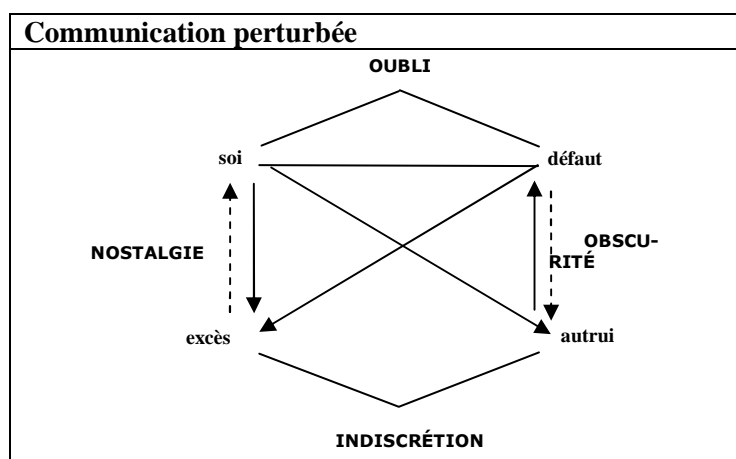 Communication perturbée
OUBLI
soi défaut
NOSTALGIE OBSCU-
RITÉ
excès autrui
INDISCRÉTION